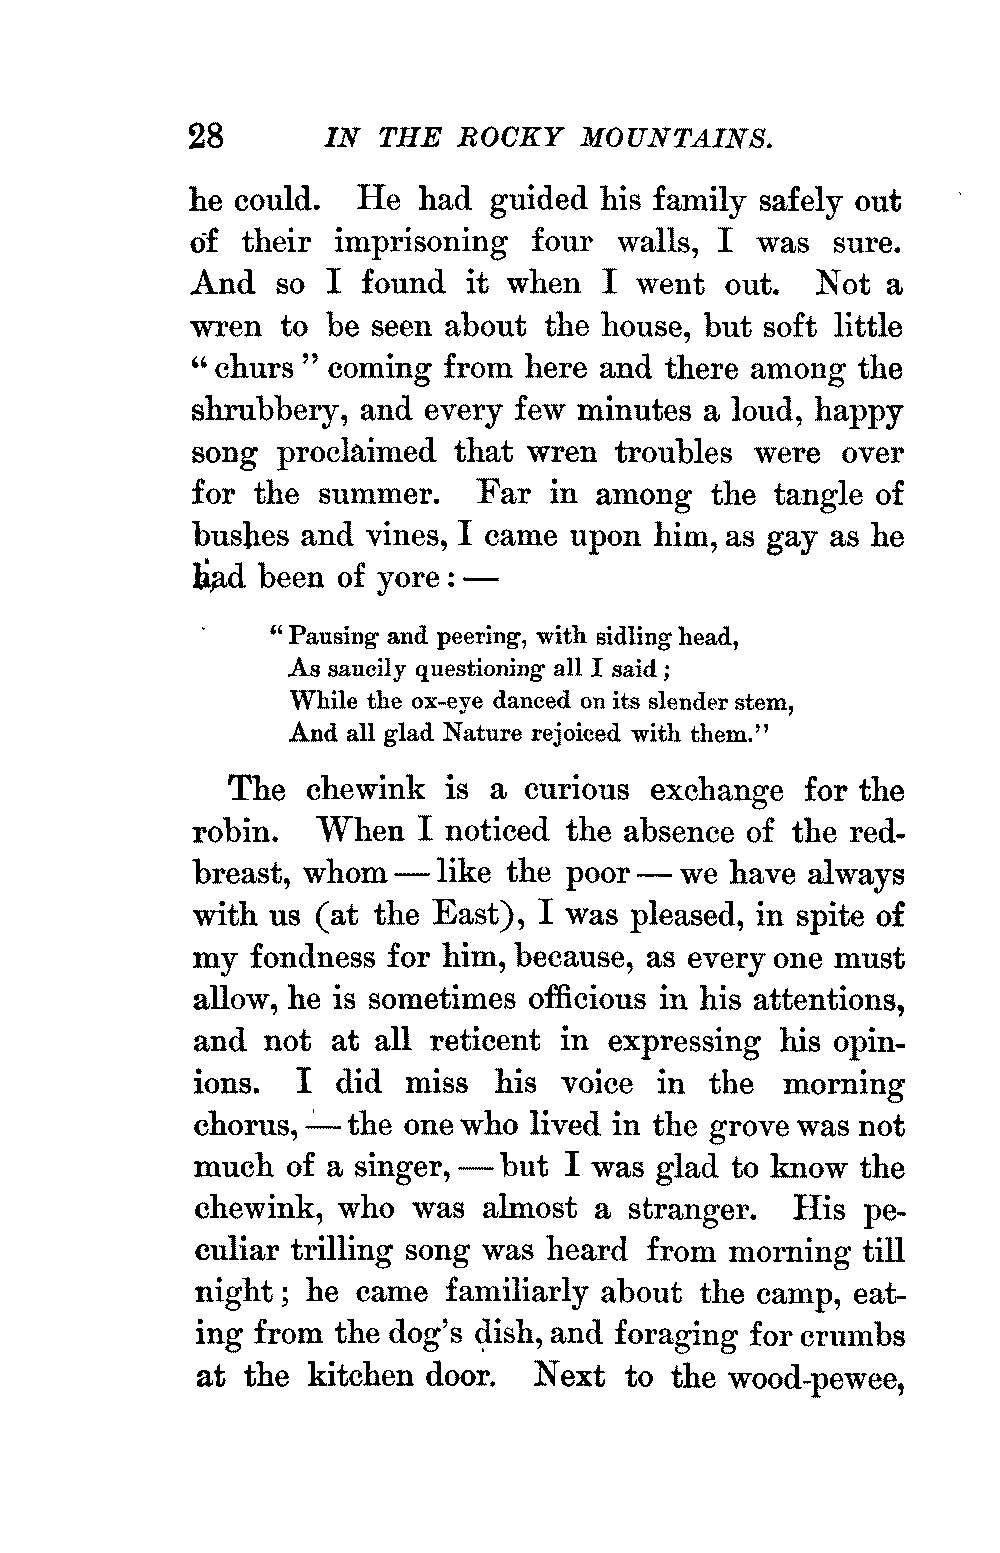 28 IN THE ROCKY MOUNTAINS.
he could. He had guided his family safely out
of their imprisoning four walls, I was sure.
And so I found it when I went out. Not a
wren to be seen about the house, but soft little
“ churs ” coming from here and there among the
shrubbery, and every few minutes a loud, happy
song proclaimed that wren troubles were over
for the summer. Far in among the tangle of
bushes and vines, I came upon him, as gay as he
had been of yore : —
“ Pausing and peering, with sidling head,
As saucily questioning all I said ;
While the ox-eye danced on its slender stem,
And all glad Nature rejoiced with them.”
The chewink is a curious exchange for the
robin. When I noticed the absence of the red-
breast, whom — like the poor — we have always
with us (at the East), I was pleased, in spite of
my fondness for him, because, as every one must
allow, he is sometimes officious in his attentions,
and not at all reticent in expressing his opin-
ions. I did miss his voice in the morning
chorus, — the one who lived in the grove was not
much of a singer, — but I was glad to know the
chewink, who was almost a stranger. His pe-
culiar trilling song was heard from morning till
night ; he came familiarly about the camp, eat-
ing from the dog’s dish, and foraging for crumbs
at the kitchen door. Next to the wood-pewee,